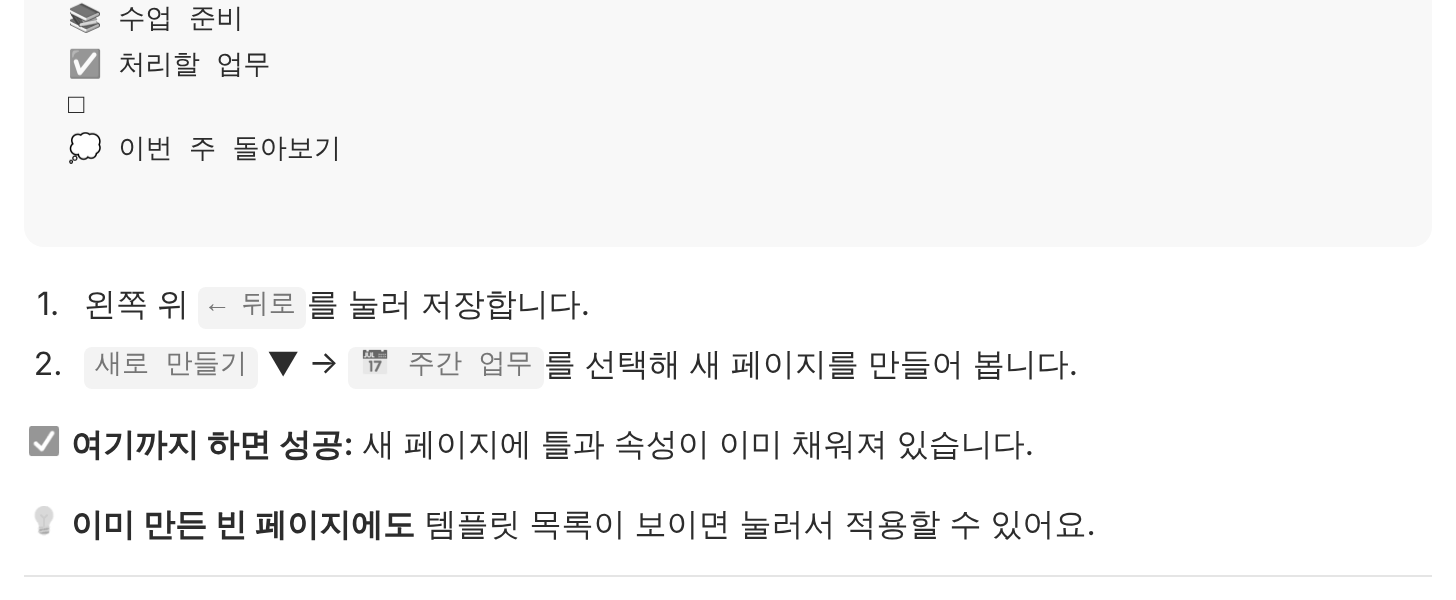 📚 수업 준비
☑️ 처리할 업무
□
💭 이번 주 돌아보기
1. 왼쪽 위 ← 뒤로를 눌러 저장합니다.
2. 새로 만들기 ▼ → 📅 주간 업무를 선택해 새 페이지를 만들어 봅니다.
☑️ 여기까지 하면 성공: 새 페이지에 틀과 속성이 이미 채워져 있습니다.
💡 이미 만든 빈 페이지에도 템플릿 목록이 보이면 눌러서 적용할 수 있어요.